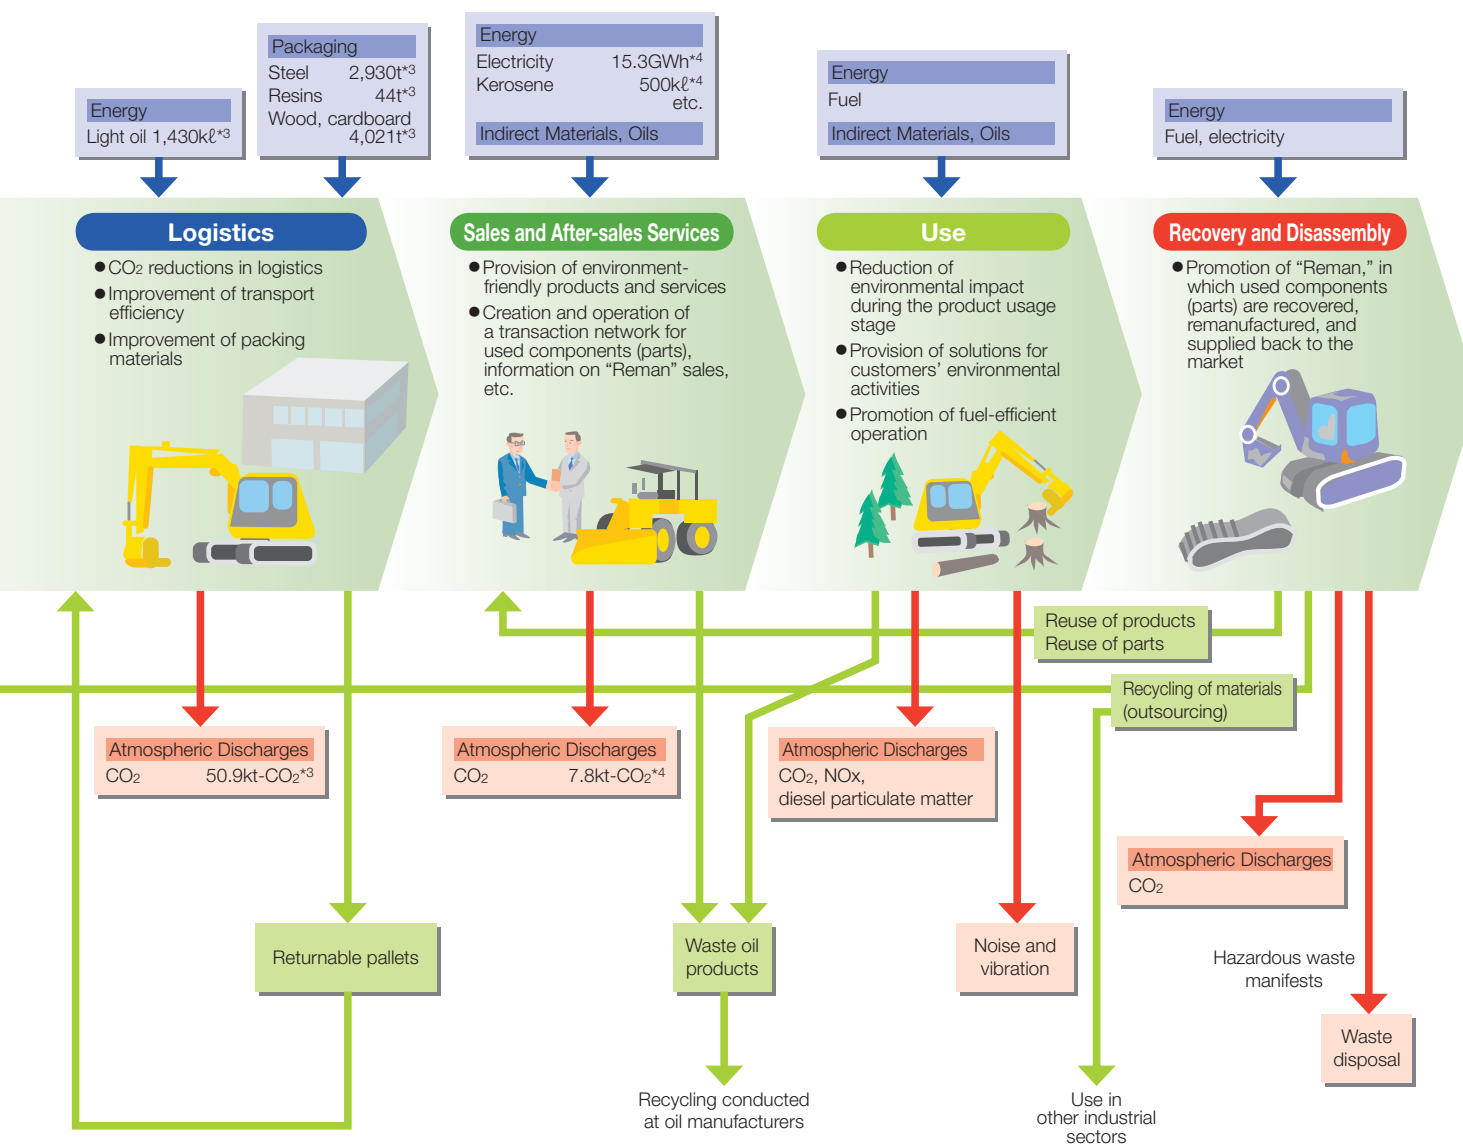 Energy
Light oil 1,430kℓ*3
Packaging
Steel 2,930t*3
Resins 44t*3
Wood, cardboard
4,021t*3
Energy
Electricity 15.3GWh*4
Kerosene 500kℓ*4
etc.
Indirect Materials, Oils
Energy
Fuel
Indirect Materials, Oils
Energy
Fuel, electricity
Logistics
●CO2 reductions in logistics
●Improvement of transport
efficiency
●Improvement of packing
materials
Sales and After-sales Services
●Provision of environment-
friendly products and services
●Creation and operation of
a transaction network for
used components (parts),
information on “Reman” sales,
etc.
Use
●Reduction of
environmental impact
during the product usage
stage
●Provision of solutions for
customers’ environmental
activities
●Promotion of fuel-efficient
operation
Recovery and Disassembly
●Promotion of “Reman,” in
which used components
(parts) are recovered,
remanufactured, and
supplied back to the
market
Reuse of products
Reuse of parts
Recycling of materials
(outsourcing)
Atmospheric Discharges
CO2 50.9kt-CO2*3
Atmospheric Discharges
CO2 7.8kt-CO2*4
Atmospheric Discharges
CO2, NOx,
diesel particulate matter
Atmospheric Discharges
CO2
Returnable pallets
Waste oil
products
Noise and
vibration
Hazardous waste
manifests
Waste
disposal
Recycling conducted
at oil manufacturers
Use in
other industrial
sectors